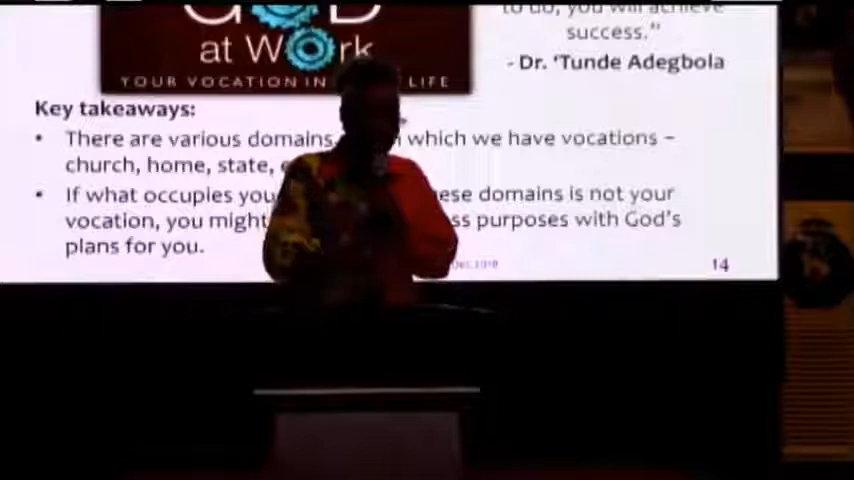 GOD
at Work
YOUR VOCATION IN LIFE
to do, you will achieve
success."
- Dr. 'Tunde Adegbola
Key takeaways:
• There are various domains which we have vocations –
church, home, state,
• If what occupies domains is not your
vocation, you might purposes with God's
plans for you.
14